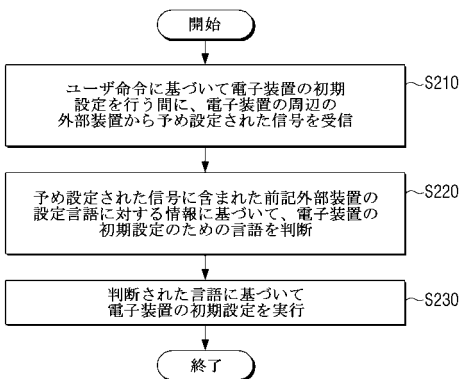 開始
ユーザ命令に基づいて電子装置の初期
設定を行う間に、電子装置の周辺の
外部装置から予め設定された信号を受信
S210
予め設定された信号に含まれた前記外部装置の
設定言語に対する情報に基づいて、電子装置の
初期設定のための言語を判断
S220
判断された言語に基づいて
電子装置の初期設定を実行
S230
終了